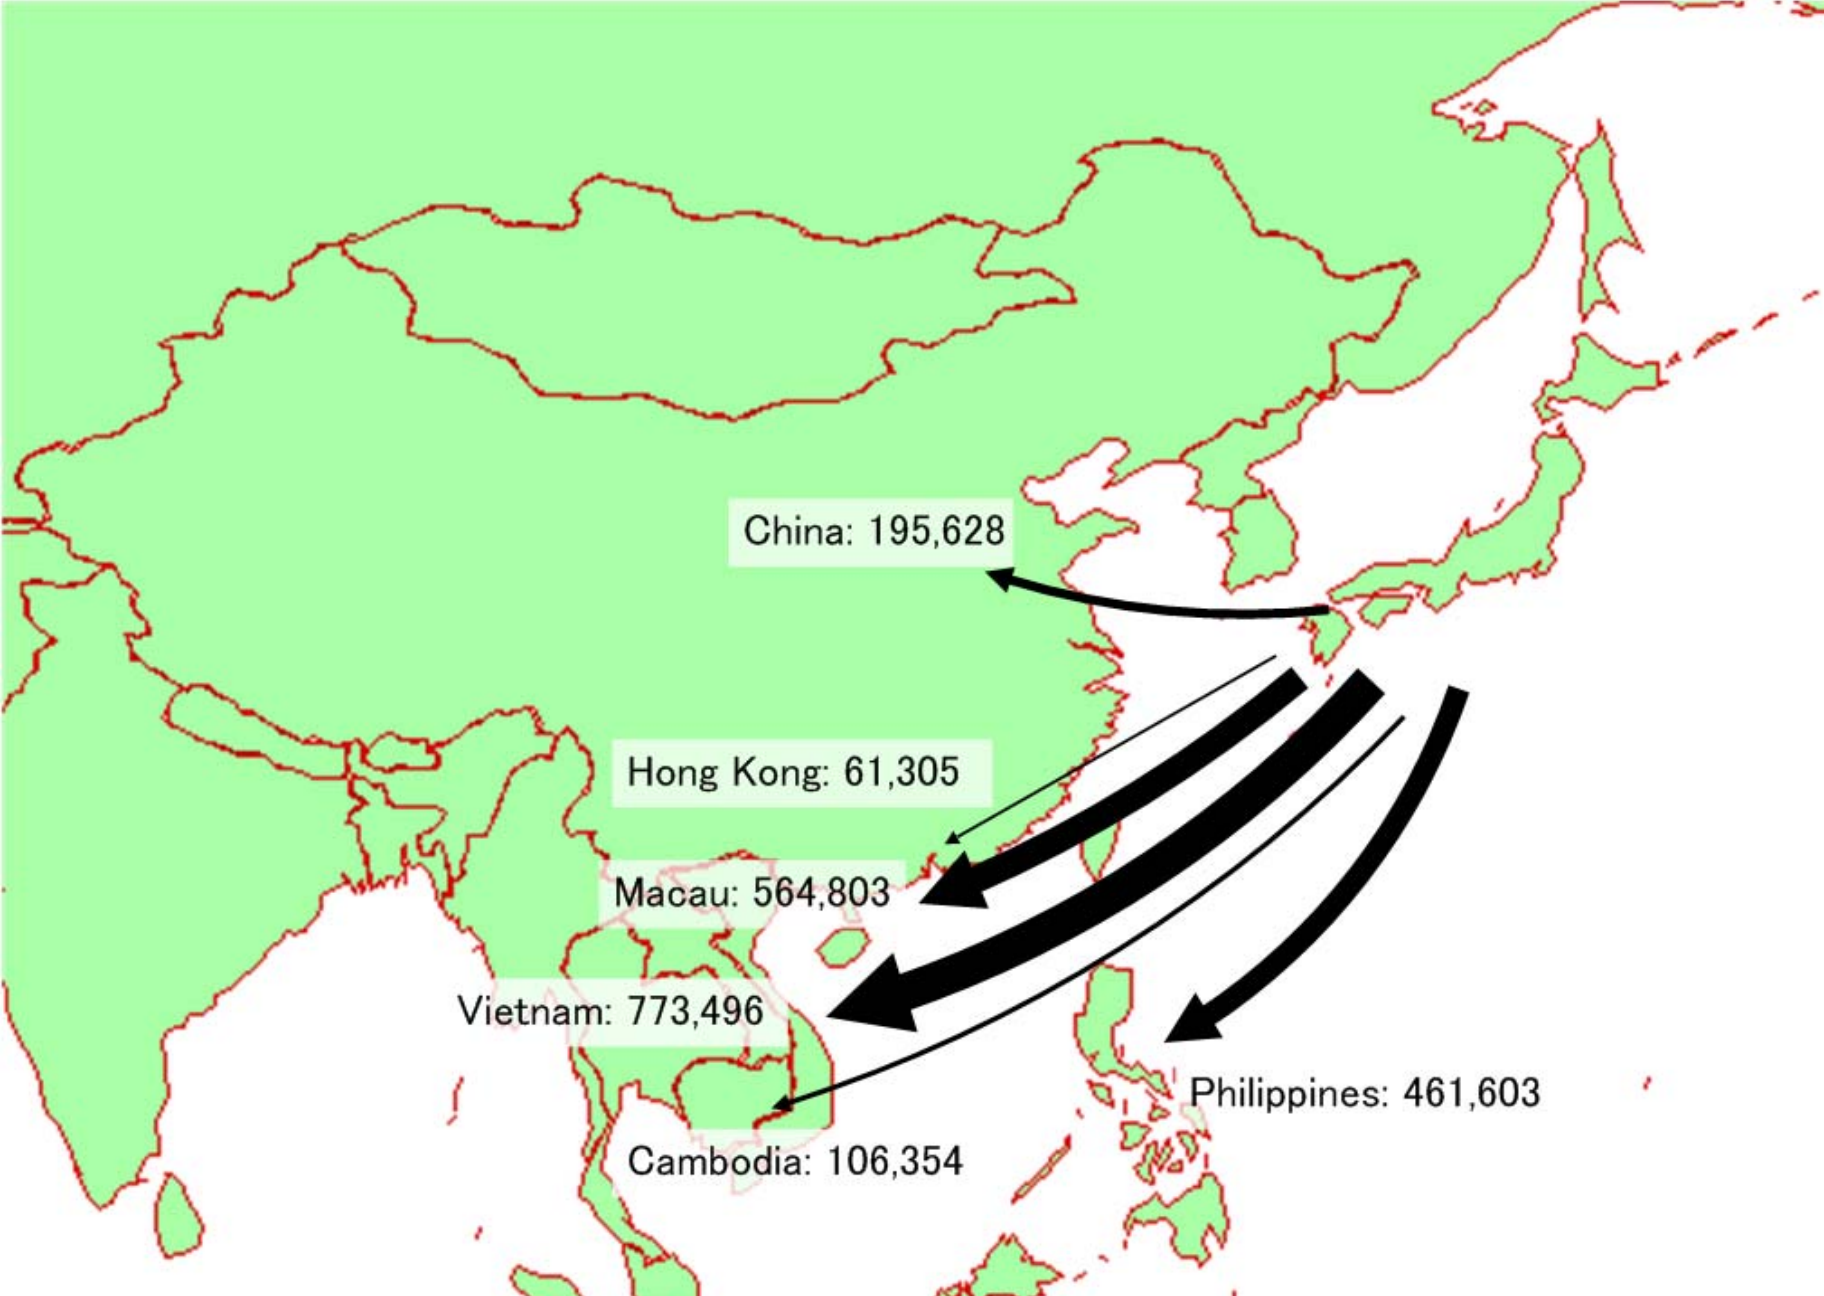 China: 195,628
Hong Kong: 61,305
Macau: 564,803
Vietnam: 773,496
Philippines: 461,603
Cambodia: 106,354